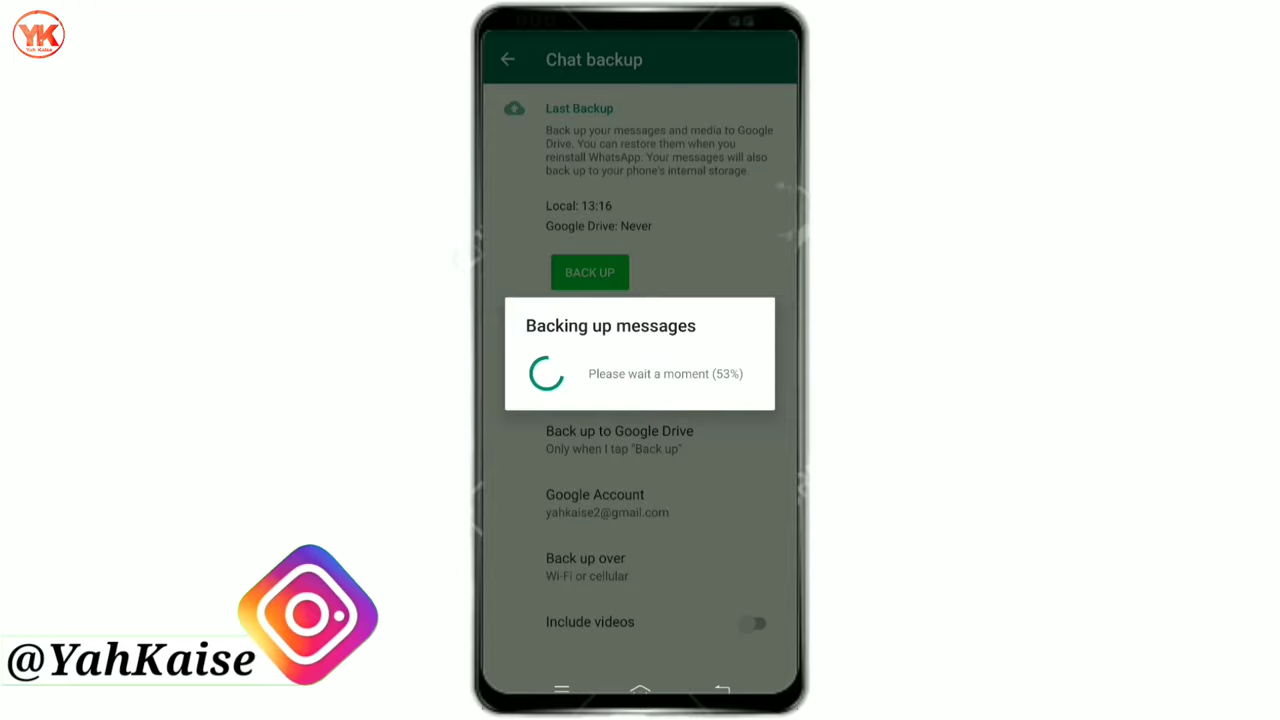 YK
Yah Kaise
Chat backup
Last Backup
Back up your messages and media to Google
Drive. You can restore them when you
reinstall WhatsApp. Your messages will also
back up to your phone's internal storage.
Local: 13:16
Google Drive: Never
BACK UP
Backing up messages
Please wait a moment (53%)
Back up to Google Drive
Only when I tap "Back up"
Google Account
yahkaise2@gmail.com
Back up over
Wi-Fi or cellular
Include videos
@YahKaise